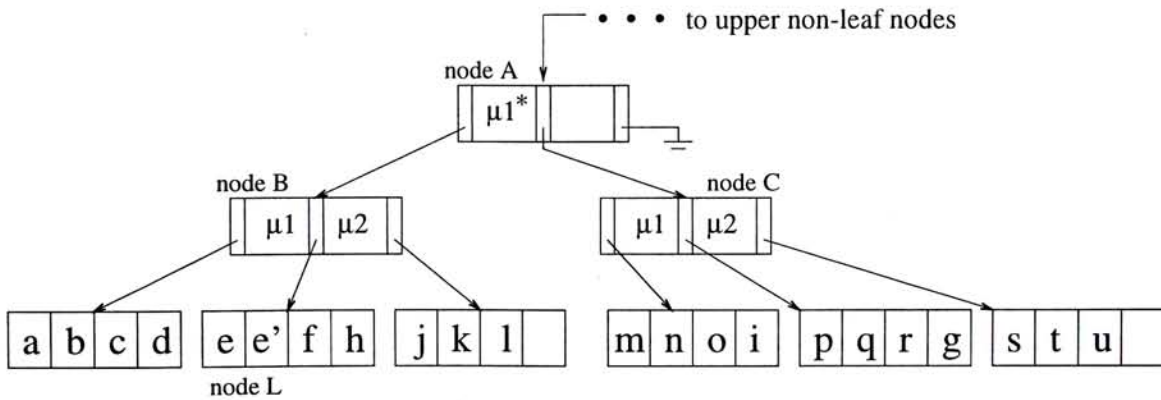 • • • to upper non-leaf nodes
node A
μ1*
node B
node C
μ1 μ2
μ1 μ2
a b c d
e e' f h
j k l
m n o i
p q r g
s t u
node L